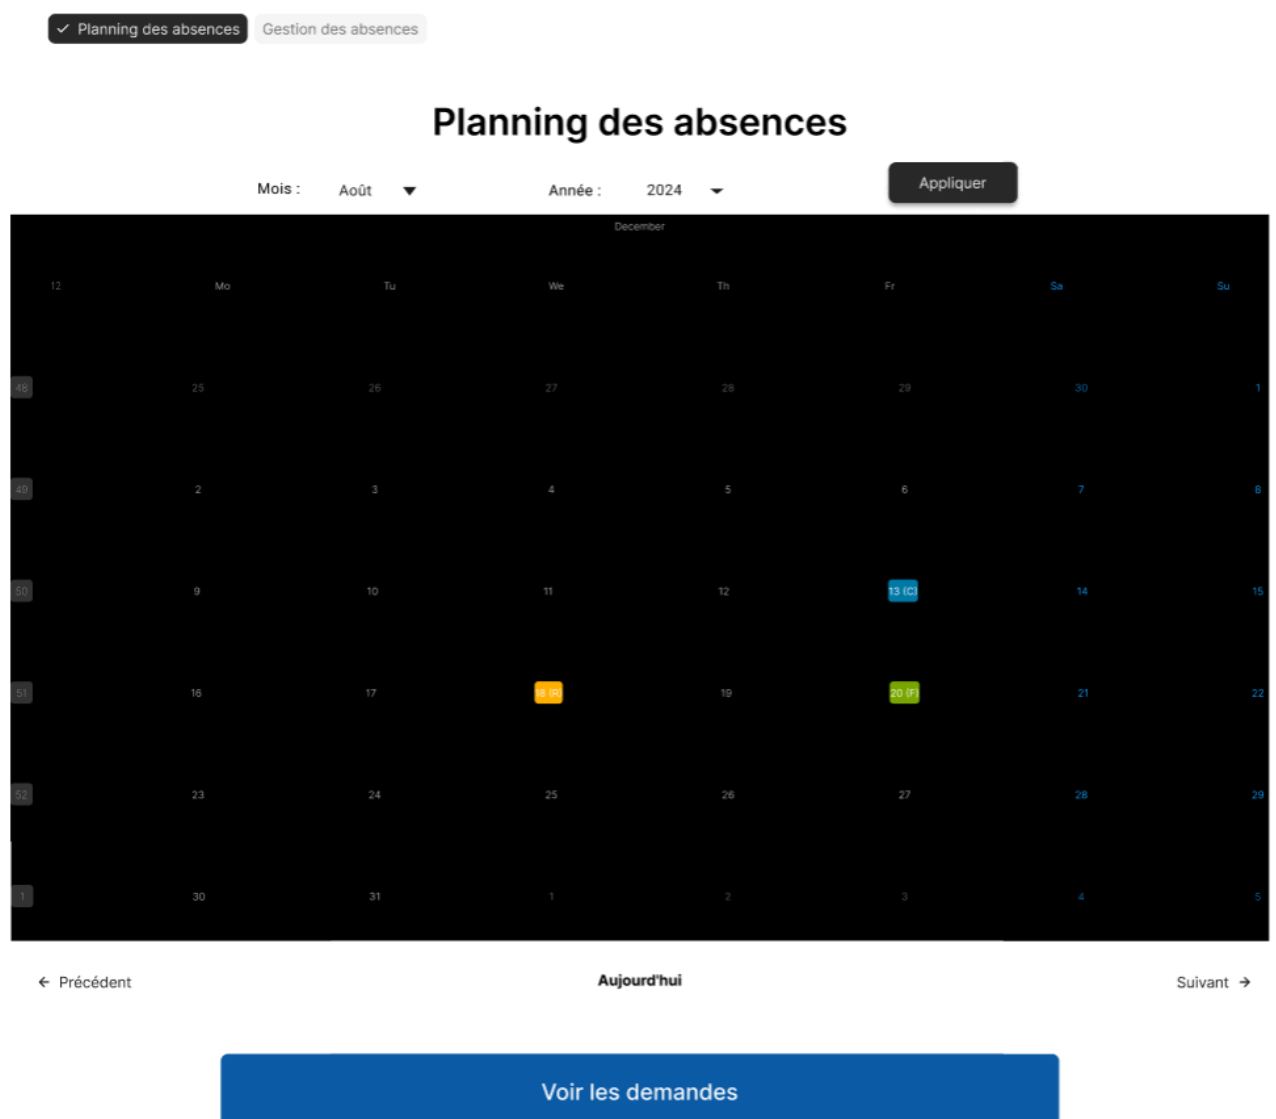 Planning des absences Gestion des absences
Planning des absences
Mois : Août Année : 2024 Appliquer
December
12 Mo Tu We Th Fr Sa Su
48 25 26 27 28 29 30 1
49 2 3 4 5 6 7 8
50 9 10 11 12 13 (C) 14 15
51 16 17 18 (R) 19 20 (F) 21 22
52 23 24 25 26 27 28 29
1 30 31 1 2 3 4 5
Précédent Aujourd'hui Suivant
Voir les demandes